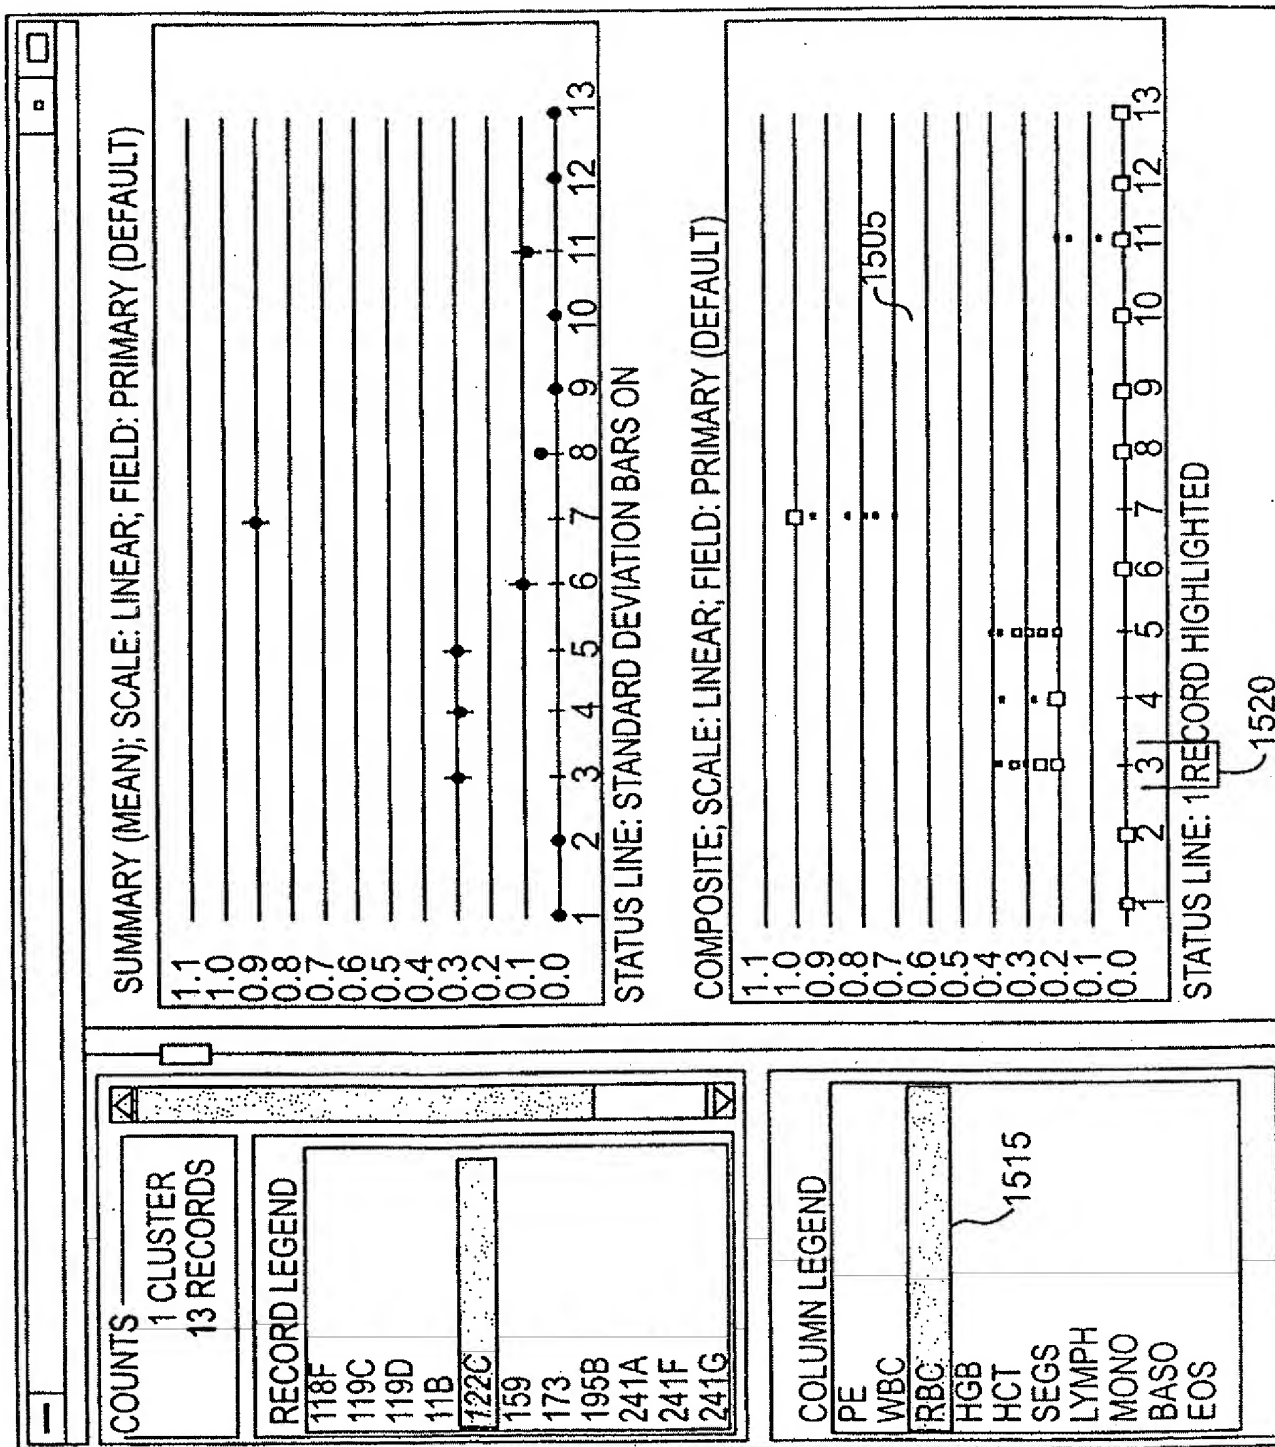 COUNTS
1 CLUSTER
13 RECORDS
RECORD LEGEND
118F
119C
119D
11B
122C
159
173
195B
241A
241F
241G
COLUMN LEGEND
PE
WBC
RBC
HGB
HCT
SEGS
LYMPH
MONO
BASO
EOS
1515
SUMMARY (MEAN); SCALE: LINEAR; FIELD: PRIMARY (DEFAULT)
1.1
1.0
0.9
0.8
0.7
0.6
0.5
0.4
0.3
0.2
0.1
0.0
1 2 3 4 5 6 7 8 9 10 11 12 13
STATUS LINE: STANDARD DEVIATION BARS ON
COMPOSITE; SCALE: LINEAR; FIELD: PRIMARY (DEFAULT)
1.1
1.0
0.9
0.8
0.7
0.6
0.5
0.4
0.3
0.2
0.1
0.0
1505
1 2 3 4 5 6 7 8 9 10 11 12 13
STATUS LINE: 1 RECORD HIGHLIGHTED
1520